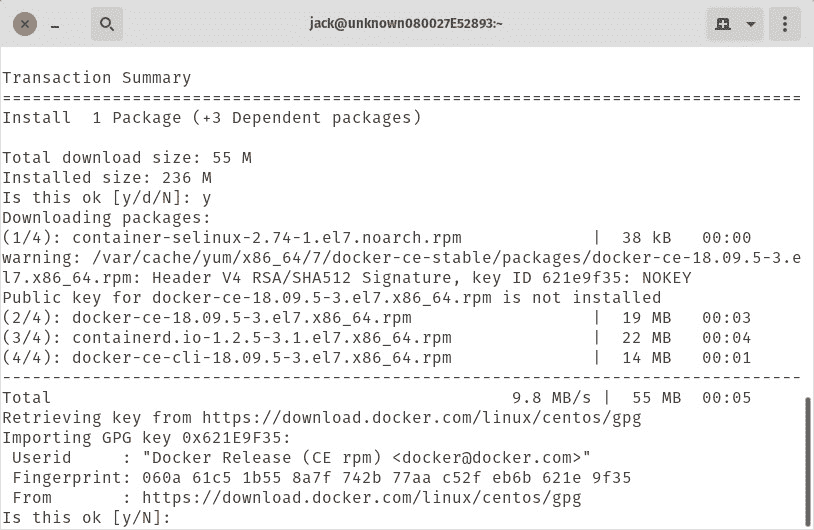 jack@unknown080027E52893:~
Transaction Summary
================================================================================
Install  1 Package (+3 Dependent packages)
Total download size: 55 M
Installed size: 236 M
Is this ok [y/d/N]: y
Downloading packages:
(1/4): container-selinux-2.74-1.el7.noarch.rpm             |  38 kB   00:00
warning: /var/cache/yum/x86_64/7/docker-ce-stable/packages/docker-ce-18.09.5-3.e
l7.x86_64.rpm: Header V4 RSA/SHA512 Signature, key ID 621e9f35: NOKEY
Public key for docker-ce-18.09.5-3.el7.x86_64.rpm is not installed
(2/4): docker-ce-18.09.5-3.el7.x86_64.rpm                  |  19 MB   00:03
(3/4): containerd.io-1.2.5-3.1.el7.x86_64.rpm              |  22 MB   00:04
(4/4): docker-ce-cli-18.09.5-3.el7.x86_64.rpm              |  14 MB   00:01
--------------------------------------------------------------------------------
Total                                              9.8 MB/s |  55 MB  00:05
Retrieving key from https://download.docker.com/linux/centos/gpg
Importing GPG key 0x621E9F35:
 Userid     : "Docker Release (CE rpm) <docker@docker.com>"
 Fingerprint: 060a 61c5 1b55 8a7f 742b 77aa c52f eb6b 621e 9f35
 From       : https://download.docker.com/linux/centos/gpg
Is this ok [y/N]: